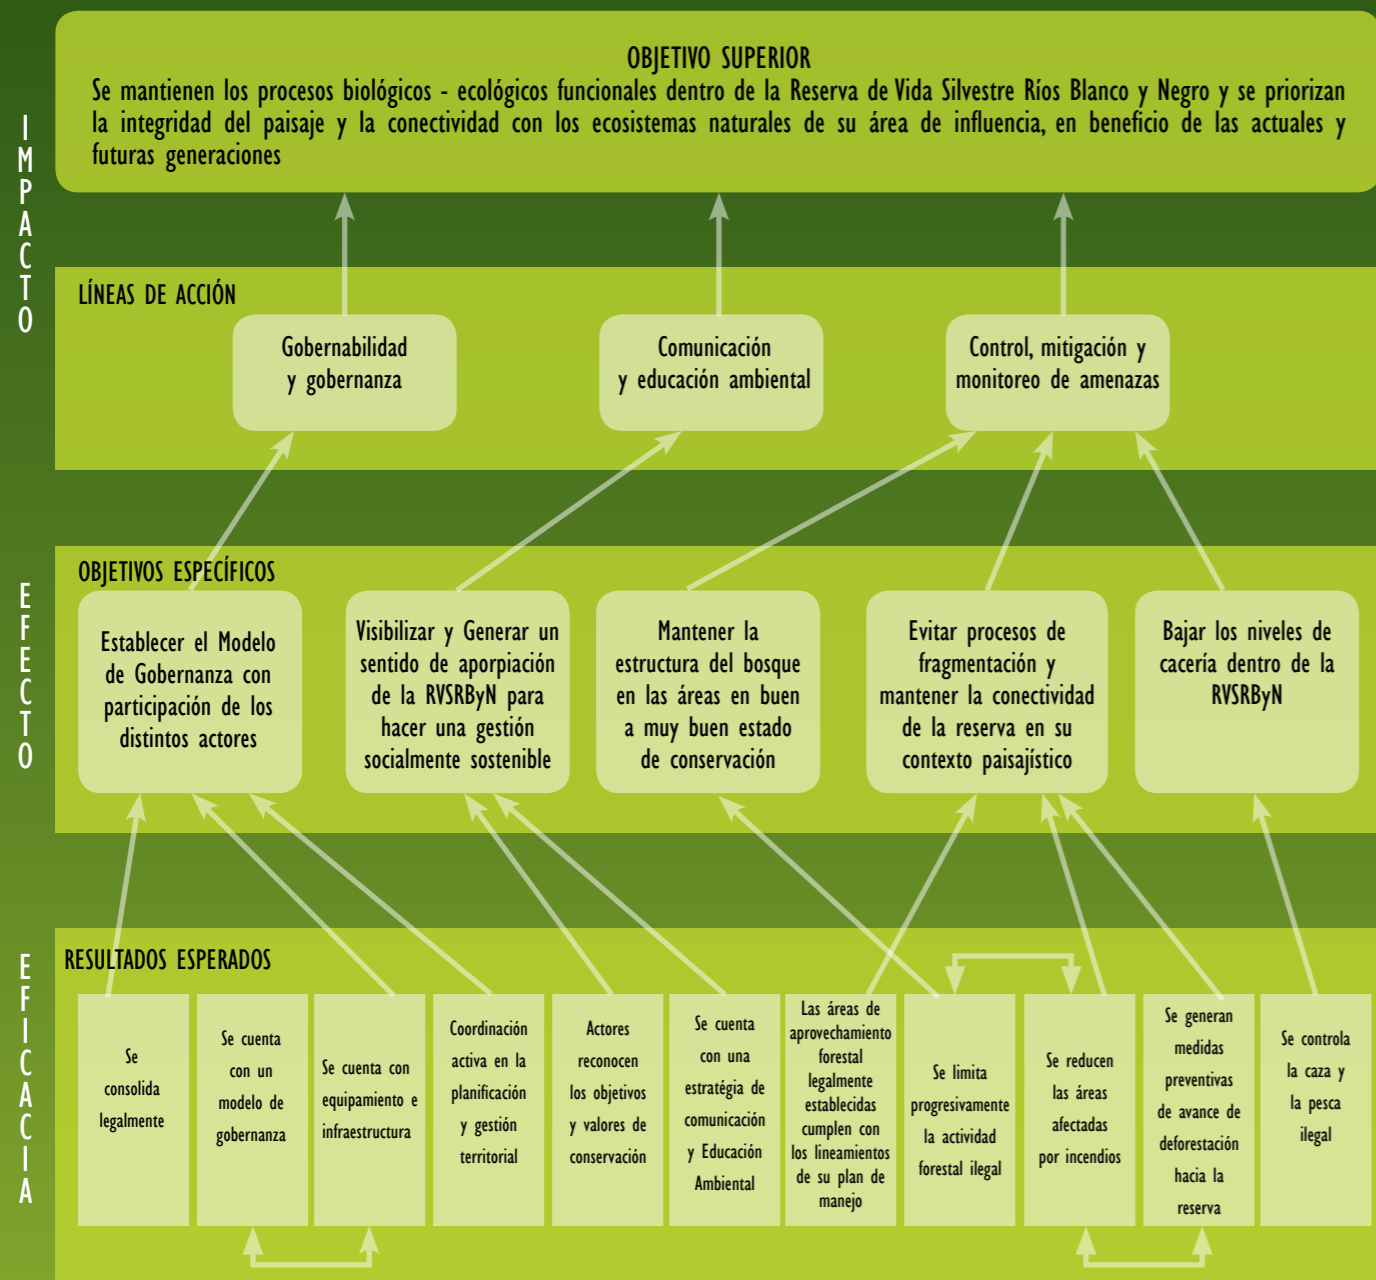 OBJETIVO SUPERIOR
Se mantienen los procesos biológicos - ecológicos funcionales dentro de la Reserva de Vida Silvestre Ríos Blanco y Negro y se priorizan
la integridad del paisaje y la conectividad con los ecosistemas naturales de su área de influencia, en beneficio de las actuales y
futuras generaciones
IMPACTO
LÍNEAS DE ACCIÓN
Gobernabilidad
y gobernanza
Comunicación
y educación ambiental
Control, mitigación y
monitoreo de amenazas
EFECTO
OBJETIVOS ESPECÍFICOS
Establecer el Modelo
de Gobernanza con
participación de los
distintos actores
Visibilizar y Generar un
sentido de aporpiación
de la RVSRByN para
hacer una gestión
socialmente sostenible
Mantener la
estructura del bosque
en las áreas en buen
a muy buen estado
de conservación
Evitar procesos de
fragmentación y
mantener la conectividad
de la reserva en su
contexto paisajístico
Bajar los niveles de
cacería dentro de la
RVSRByN
EFICACIA
RESULTADOS ESPERADOS
Se
consolida
legalmente
Se cuenta
con un
modelo de
gobernanza
Se cuenta con
equipamiento e
infraestructura
Coordinación
activa en la
planificación
y gestión
territorial
Actores
reconocen
los objetivos
y valores de
conservación
Se cuenta
con una
estratégia de
comunicación
y Educación
Ambiental
Las áreas de
aprovechamiento
forestal
legalmente
establecidas
cumplen con
los lineamientos
de su plan de
manejo
Se limita
progresivamente
la actividad
forestal ilegal
Se reducen
las áreas
afectadas
por incendios
Se generan
medidas
preventivas
de avance de
deforestación
hacia la
reserva
Se controla
la caza y
la pesca
ilegal